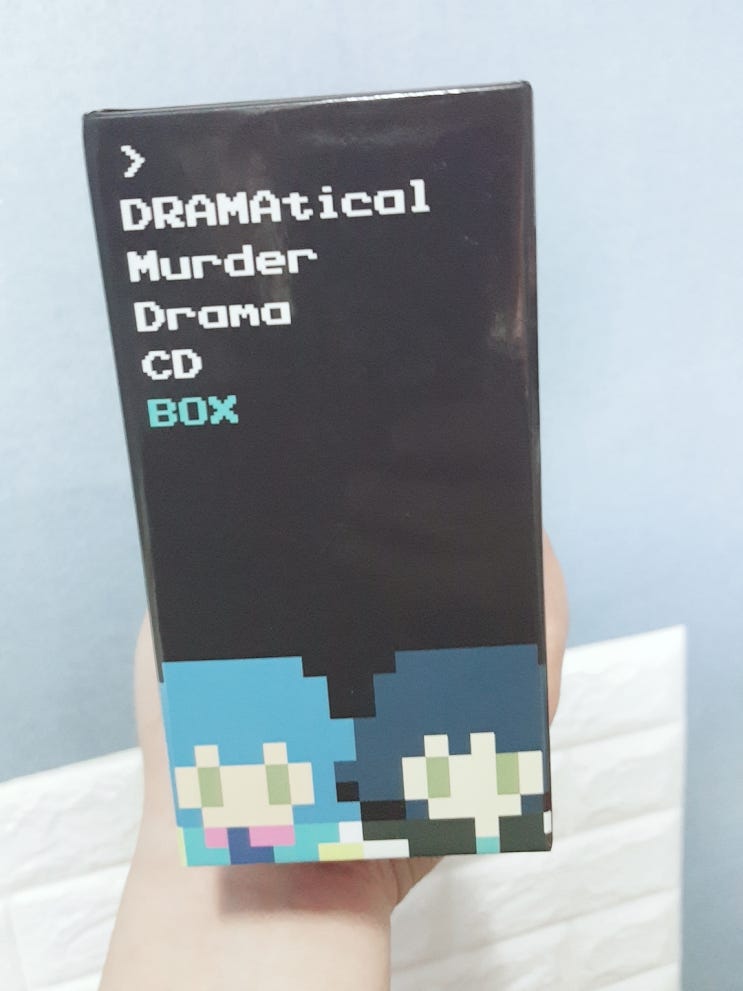 >
DRAMAtical
Murder
Drama
CD
BOX